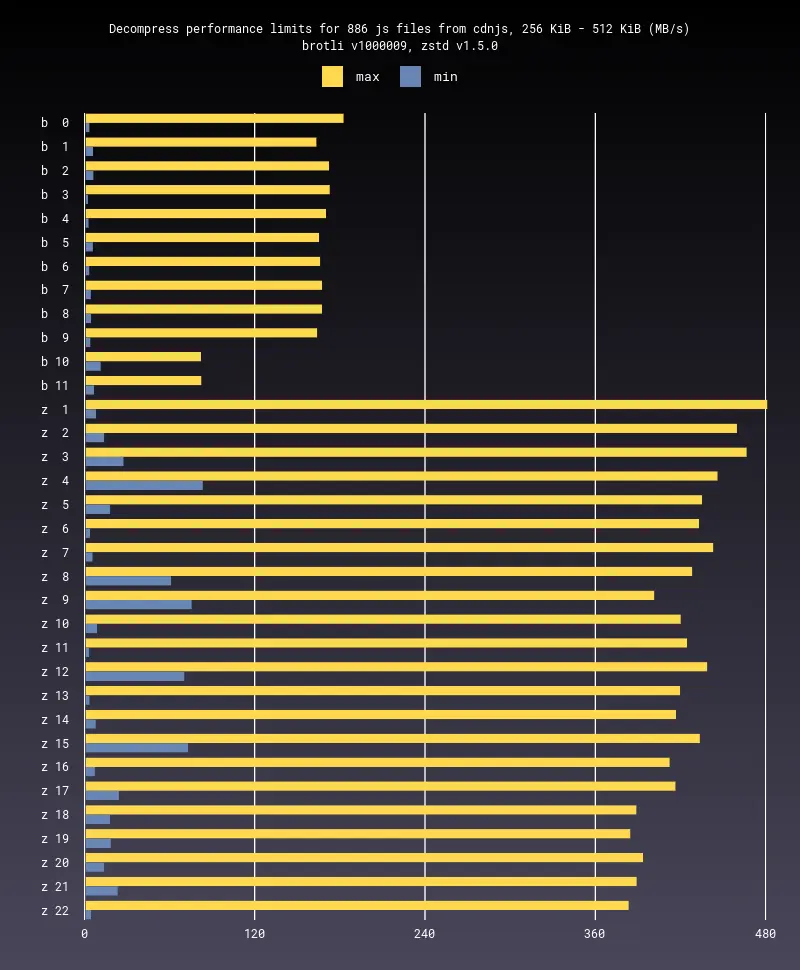 Decompress performance limits for 886 js files from cdnjs, 256 KiB - 512 KiB (MB/s)
brotli v1000009, zstd v1.5.0
max min
b 0
b 1
b 2
b 3
b 4
b 5
b 6
b 7
b 8
b 9
b 10
b 11
z 1
z 2
z 3
z 4
z 5
z 6
z 7
z 8
z 9
z 10
z 11
z 12
z 13
z 14
z 15
z 16
z 17
z 18
z 19
z 20
z 21
z 22
0 120 240 360 480